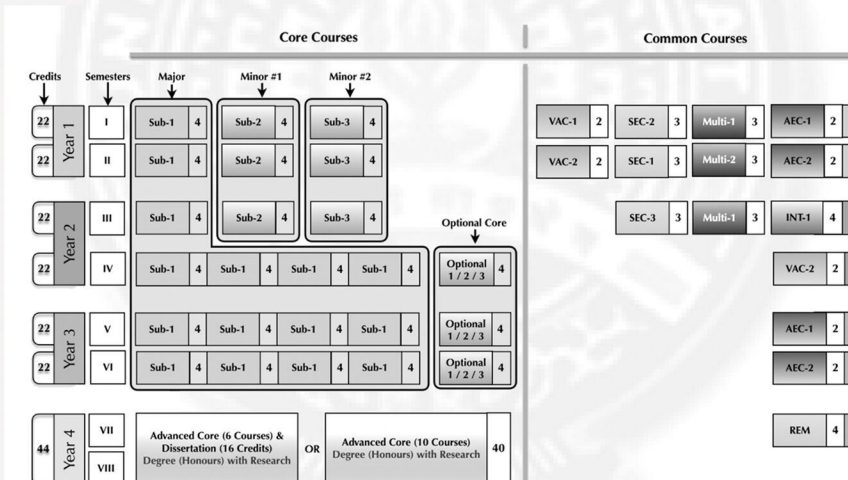 Core Courses
Common Courses
Credits Semesters Major Minor #1 Minor #2
22 Year 1 I Sub-1 4 Sub-2 4 Sub-3 4 VAC-1 2 SEC-2 3 Multi-1 3 AEC-1 2
22 II Sub-1 4 Sub-2 4 Sub-3 4 VAC-2 2 SEC-1 3 Multi-2 3 AEC-2 2
22 Year 2 III Sub-1 4 Sub-2 4 Sub-3 4 SEC-3 3 Multi-1 3 INT-1 4
Optional Core
22 IV Sub-1 4 Sub-1 4 Sub-1 4 Sub-1 4 Optional 1 / 2 / 3 4 VAC-2 2
22 Year 3 V Sub-1 4 Sub-1 4 Sub-1 4 Sub-1 4 Optional 1 / 2 / 3 4 AEC-1 2
22 VI Sub-1 4 Sub-1 4 Sub-1 4 Sub-1 4 Optional 1 / 2 / 3 4 AEC-2 2
44 Year 4 VII REM 4
VIII
Advanced Core (6 Courses) &
Dissertation (16 Credits)
Degree (Honours) with Research
OR
Advanced Core (10 Courses)
Degree (Honours) with Research
40